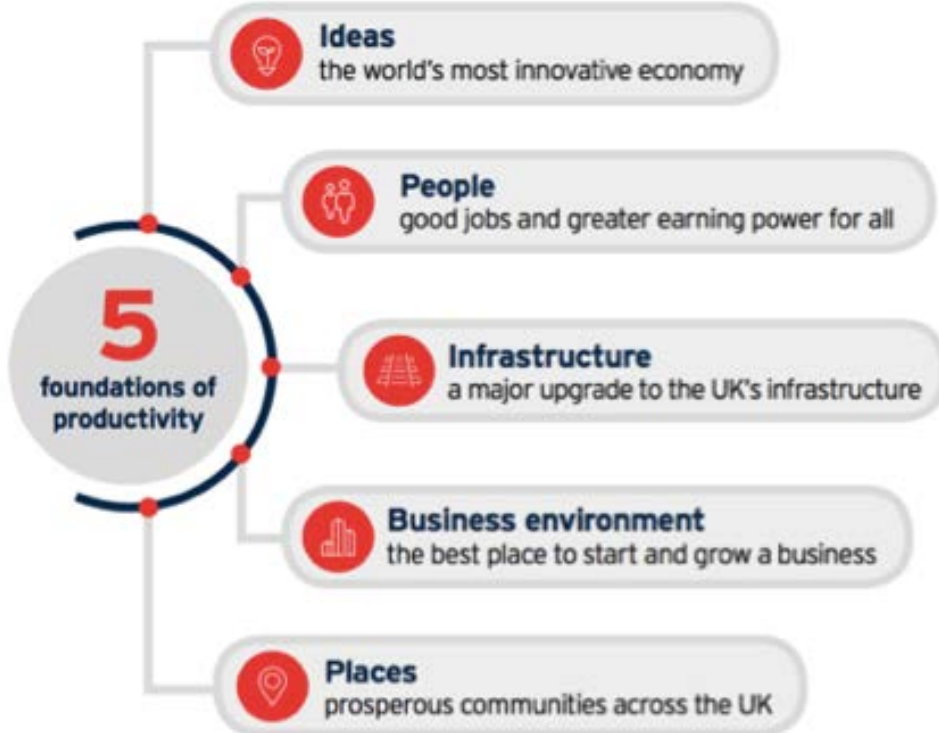 Ideas
the world's most innovative economy
People
good jobs and greater earning power for all
5
foundations of
productivity
Infrastructure
a major upgrade to the UK's infrastructure
Business environment
the best place to start and grow a business
Places
prosperous communities across the UK